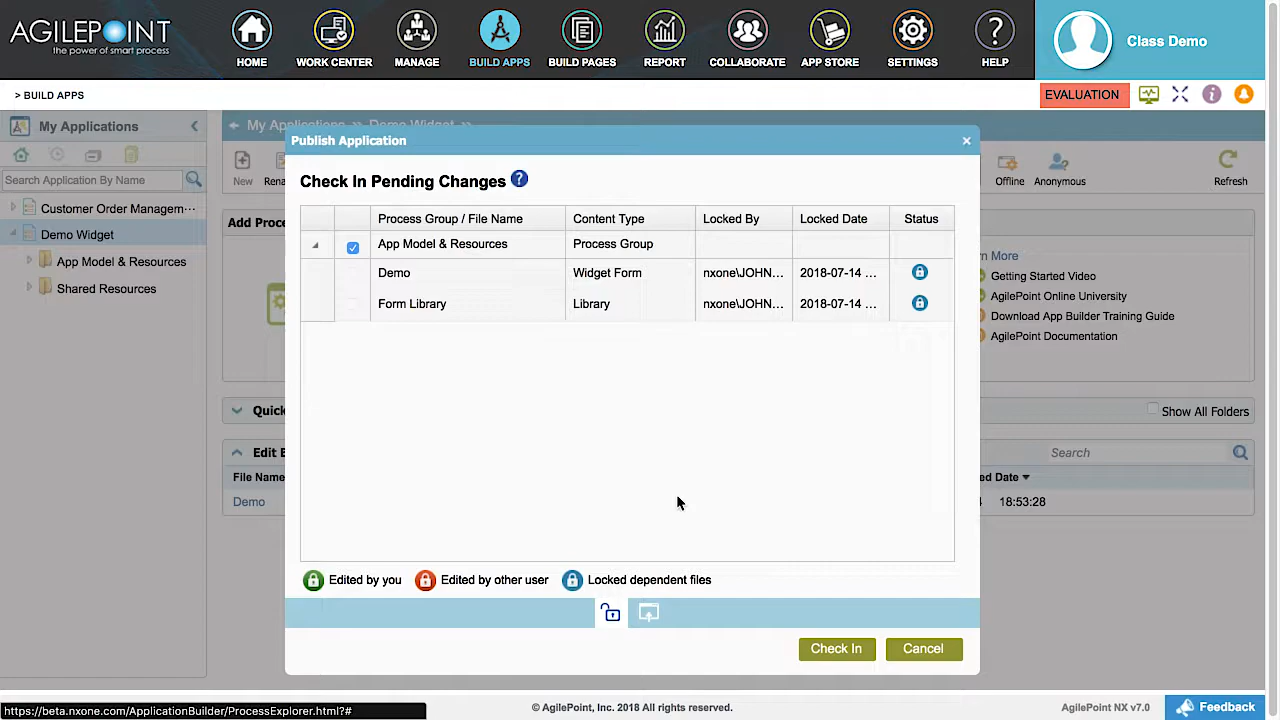 AGILEPOINT
the power of smart process
HOME
WORK CENTER
MANAGE
BUILD APPS
BUILD PAGES
REPORT
COLLABORATE
APP STORE
SETTINGS
HELP
Class Demo
> BUILD APPS
EVALUATION
My Applications
My Applications » Demo Widget »
Search Application By Name
New
Rena
Offline
Anonymous
Refresh
Customer Order Managem···
Demo Widget
App Model & Resources
Shared Resources
Add Proce
Publish Application
×
Check In Pending Changes ?
Process Group / File Name Content Type Locked By Locked Date Status
App Model & Resources Process Group
Demo Widget Form nxone\JOHN... 2018-07-14 ...
Form Library Library nxone\JOHN... 2018-07-14 ...
Edited by you Edited by other user Locked dependent files
Check In
Cancel
rn More
Getting Started Video
AgilePoint Online University
Download App Builder Training Guide
AgilePoint Documentation
Quick
Show All Folders
Edit E
Search
File Name
ed Date
Demo
18:53:28
https://beta.nxone.com/ApplicationBuilder/ProcessExplorer.html?#
© AgilePoint, Inc. 2018 All rights reserved.
AgilePoint NX v7.0
Feedback